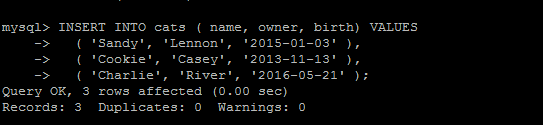 mysql> INSERT INTO cats ( name, owner, birth) VALUES
    ->   ( 'Sandy', 'Lennon', '2015-01-03' ),
    ->   ( 'Cookie', 'Casey', '2013-11-13' ),
    ->   ( 'Charlie', 'River', '2016-05-21' );
Query OK, 3 rows affected (0.00 sec)
Records: 3  Duplicates: 0  Warnings: 0